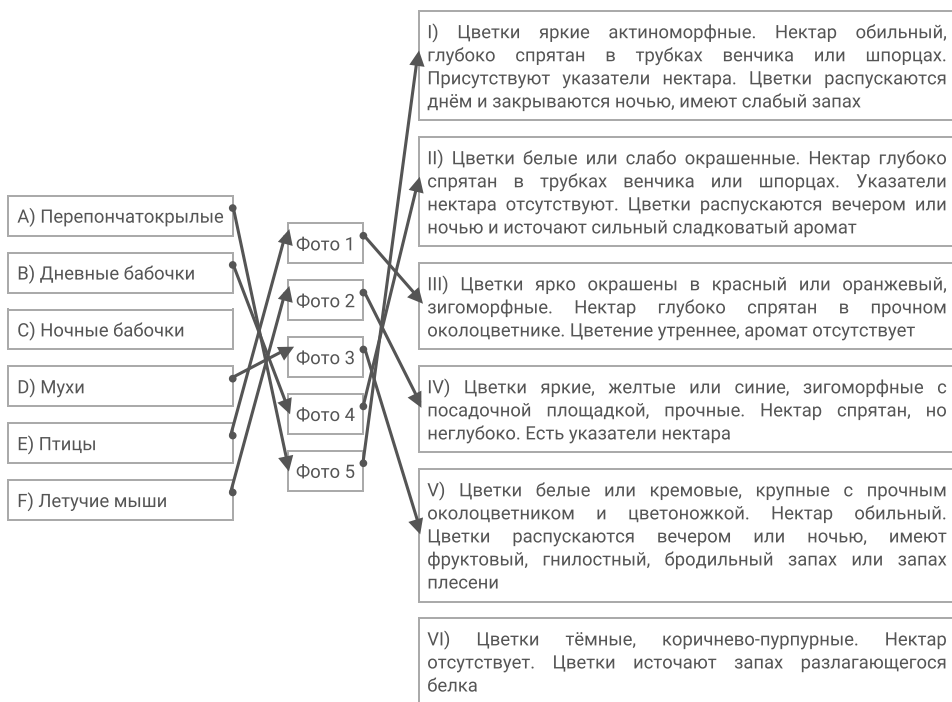 A) Перепончатокрылые
B) Дневные бабочки
C) Ночные бабочки
D) Мухи
E) Птицы
F) Летучие мыши
Фото 1
Фото 2
Фото 3
Фото 4
Фото 5
I) Цветки яркие актиноморфные. Нектар обильный,
глубоко спрятан в трубках венчика или шпорцах.
Присутствуют указатели нектара. Цветки распускаются
днём и закрываются ночью, имеют слабый запах
II) Цветки белые или слабо окрашенные. Нектар глубоко
спрятан в трубках венчика или шпорцах. Указатели
нектара отсутствуют. Цветки распускаются вечером или
ночью и источают сильный сладковатый аромат
III) Цветки ярко окрашены в красный или оранжевый,
зигоморфные. Нектар глубоко спрятан в прочном
околоцветнике. Цветение утреннее, аромат отсутствует
IV) Цветки яркие, желтые или синие, зигоморфные с
посадочной площадкой, прочные. Нектар спрятан, но
неглубоко. Есть указатели нектара
V) Цветки белые или кремовые, крупные с прочным
околоцветником и цветоножкой. Нектар обильный.
Цветки распускаются вечером или ночью, имеют
фруктовый, гнилостный, бродильный запах или запах
плесени
VI) Цветки тёмные, коричнево-пурпурные. Нектар
отсутствует. Цветки источают запах разлагающегося
белка